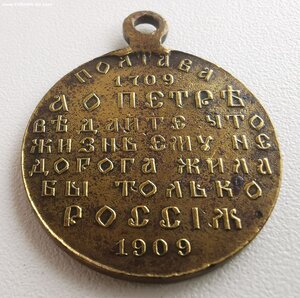 ПОЛТАВА
1709
А О ПЕТРѢ
ВѢДАЙТЕ ЧТО
ЖИЗНЬ ЕМУ НЕ
ДОРОГА ЖИЛА
БЫ ТОЛЬКО
РОССІЯ
1909